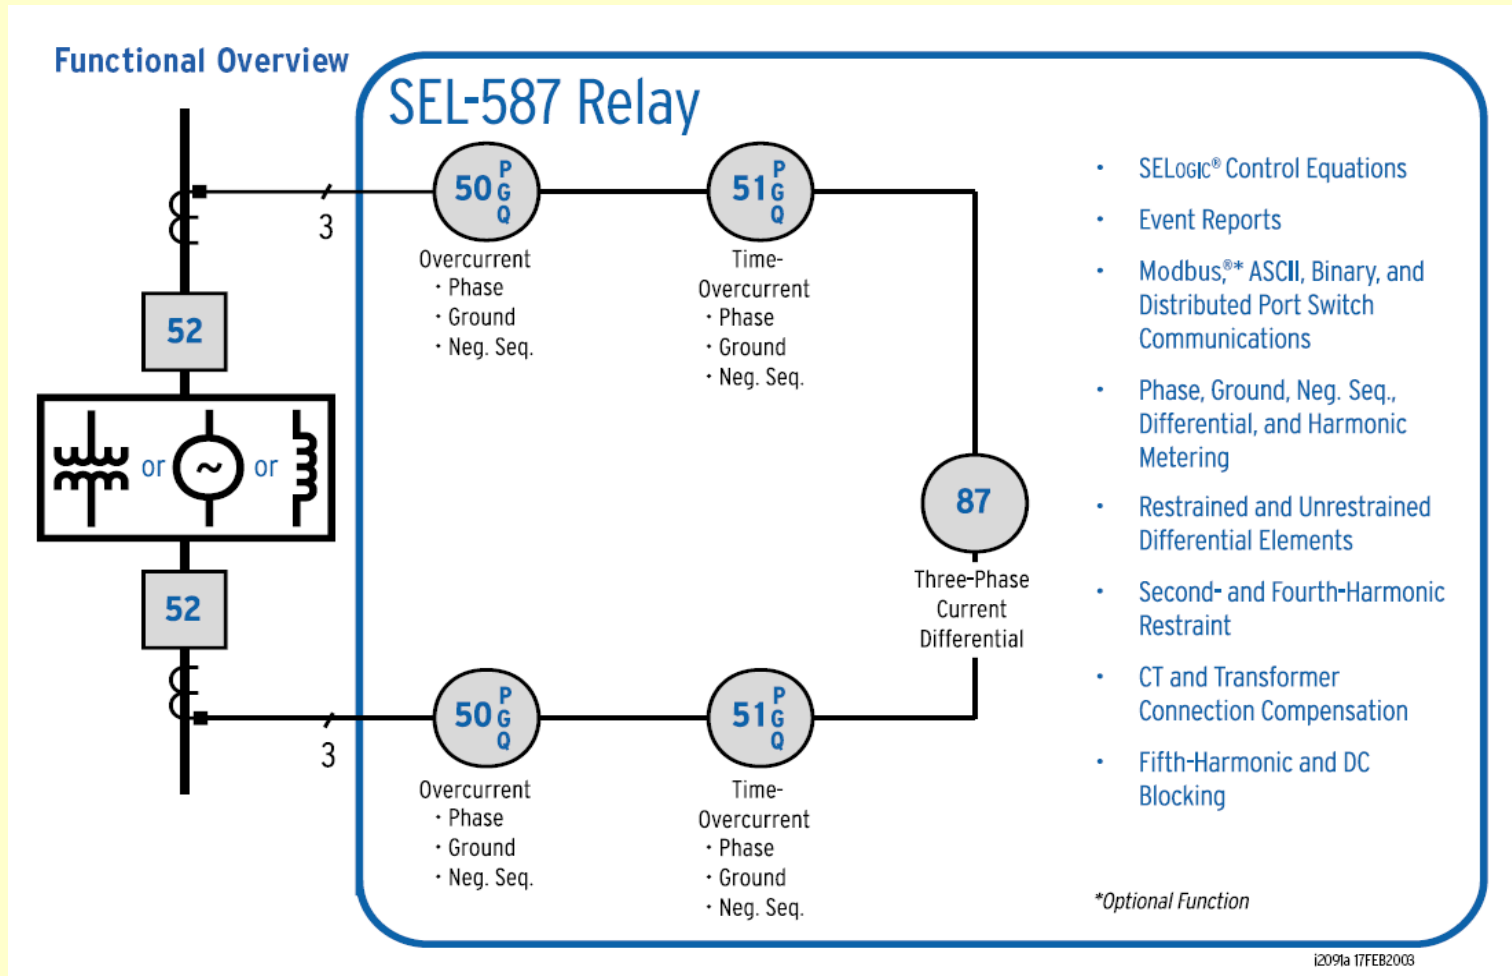 Functional Overview
SEL-587 Relay
3
50 P G Q
Overcurrent
· Phase
· Ground
· Neg. Seq.
51 P G Q
Time-
Overcurrent
· Phase
· Ground
· Neg. Seq.
52
or
~
or
52
87
Three-Phase
Current
Differential
3
50 P G Q
Overcurrent
· Phase
· Ground
· Neg. Seq.
51 P G Q
Time-
Overcurrent
· Phase
· Ground
· Neg. Seq.
· SELOGIC® Control Equations
· Event Reports
· Modbus,®* ASCII, Binary, and
Distributed Port Switch
Communications
· Phase, Ground, Neg. Seq.,
Differential, and Harmonic
Metering
· Restrained and Unrestrained
Differential Elements
· Second- and Fourth-Harmonic
Restraint
· CT and Transformer
Connection Compensation
· Fifth-Harmonic and DC
Blocking
*Optional Function
i2091a 17FEB2003